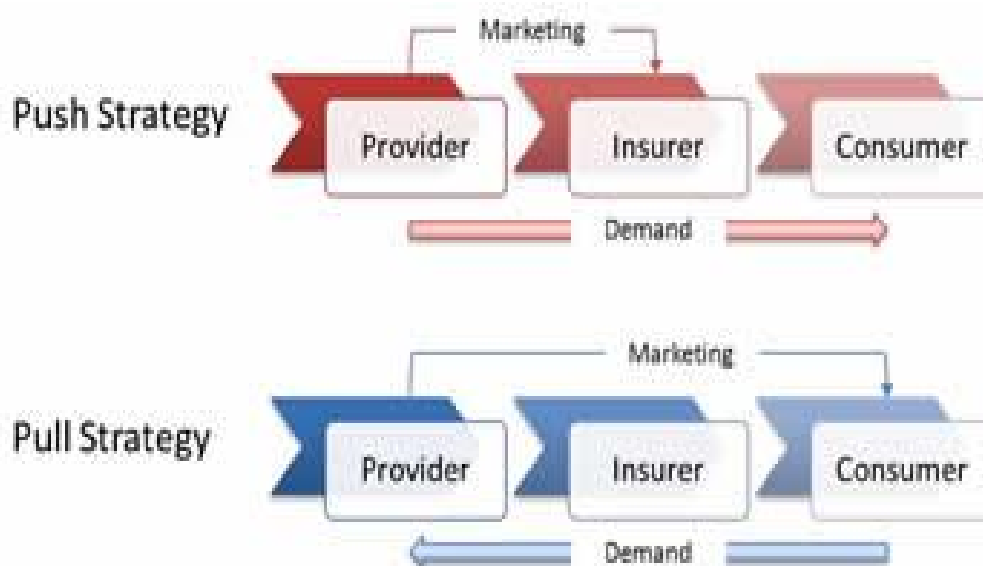 Marketing
Push Strategy
Provider
Insurer
Consumer
Demand
Marketing
Pull Strategy
Provider
Insurer
Consumer
Demand